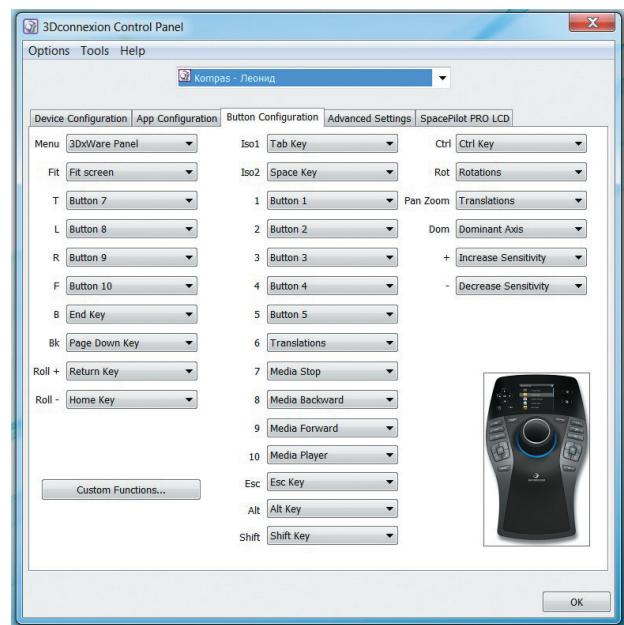 3Dconnexion Control Panel
Options Tools Help
Kompas - Леонид
Device Configuration App Configuration Button Configuration Advanced Settings SpacePilot PRO LCD
Menu 3DxWare Panel Iso1 Tab Key Ctrl Ctrl Key
Fit Fit screen Iso2 Space Key Rot Rotations
T Button 7 1 Button 1 Pan Zoom Translations
L Button 8 2 Button 2 Dom Dominant Axis
R Button 9 3 Button 3 + Increase Sensitivity
F Button 10 4 Button 4 - Decrease Sensitivity
B End Key 5 Button 5
Bk Page Down Key 6 Translations
Roll + Return Key 7 Media Stop
Roll - Home Key 8 Media Backward
9 Media Forward
10 Media Player
Custom Functions... Esc Esc Key
Alt Alt Key
Shift Shift Key
OK